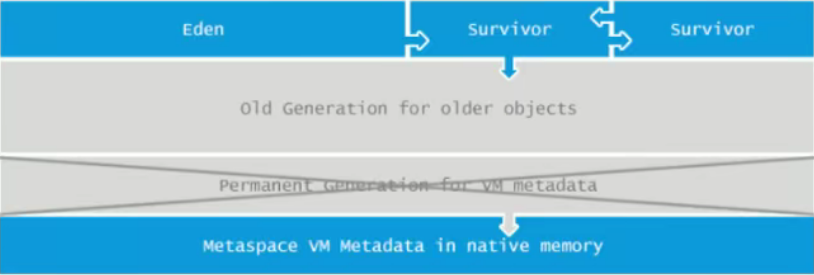 Eden
Survivor
Survivor
Old Generation for older objects
Permanent Generation for VM metadata
Metaspace VM Metadata in native memory